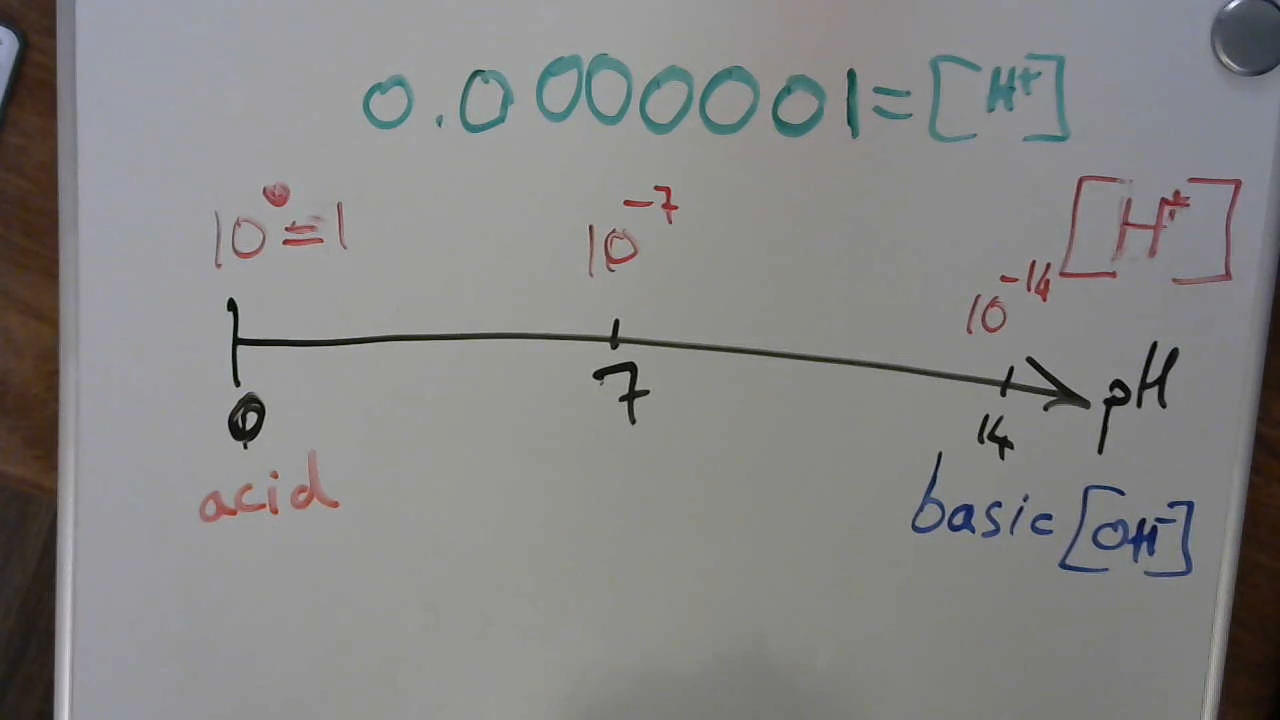 0.0000001=[H⁺]
10⁰=1 10⁻⁷ [H⁺]
10⁻¹⁴
0 7 14 pH
acid basic [OH⁻]